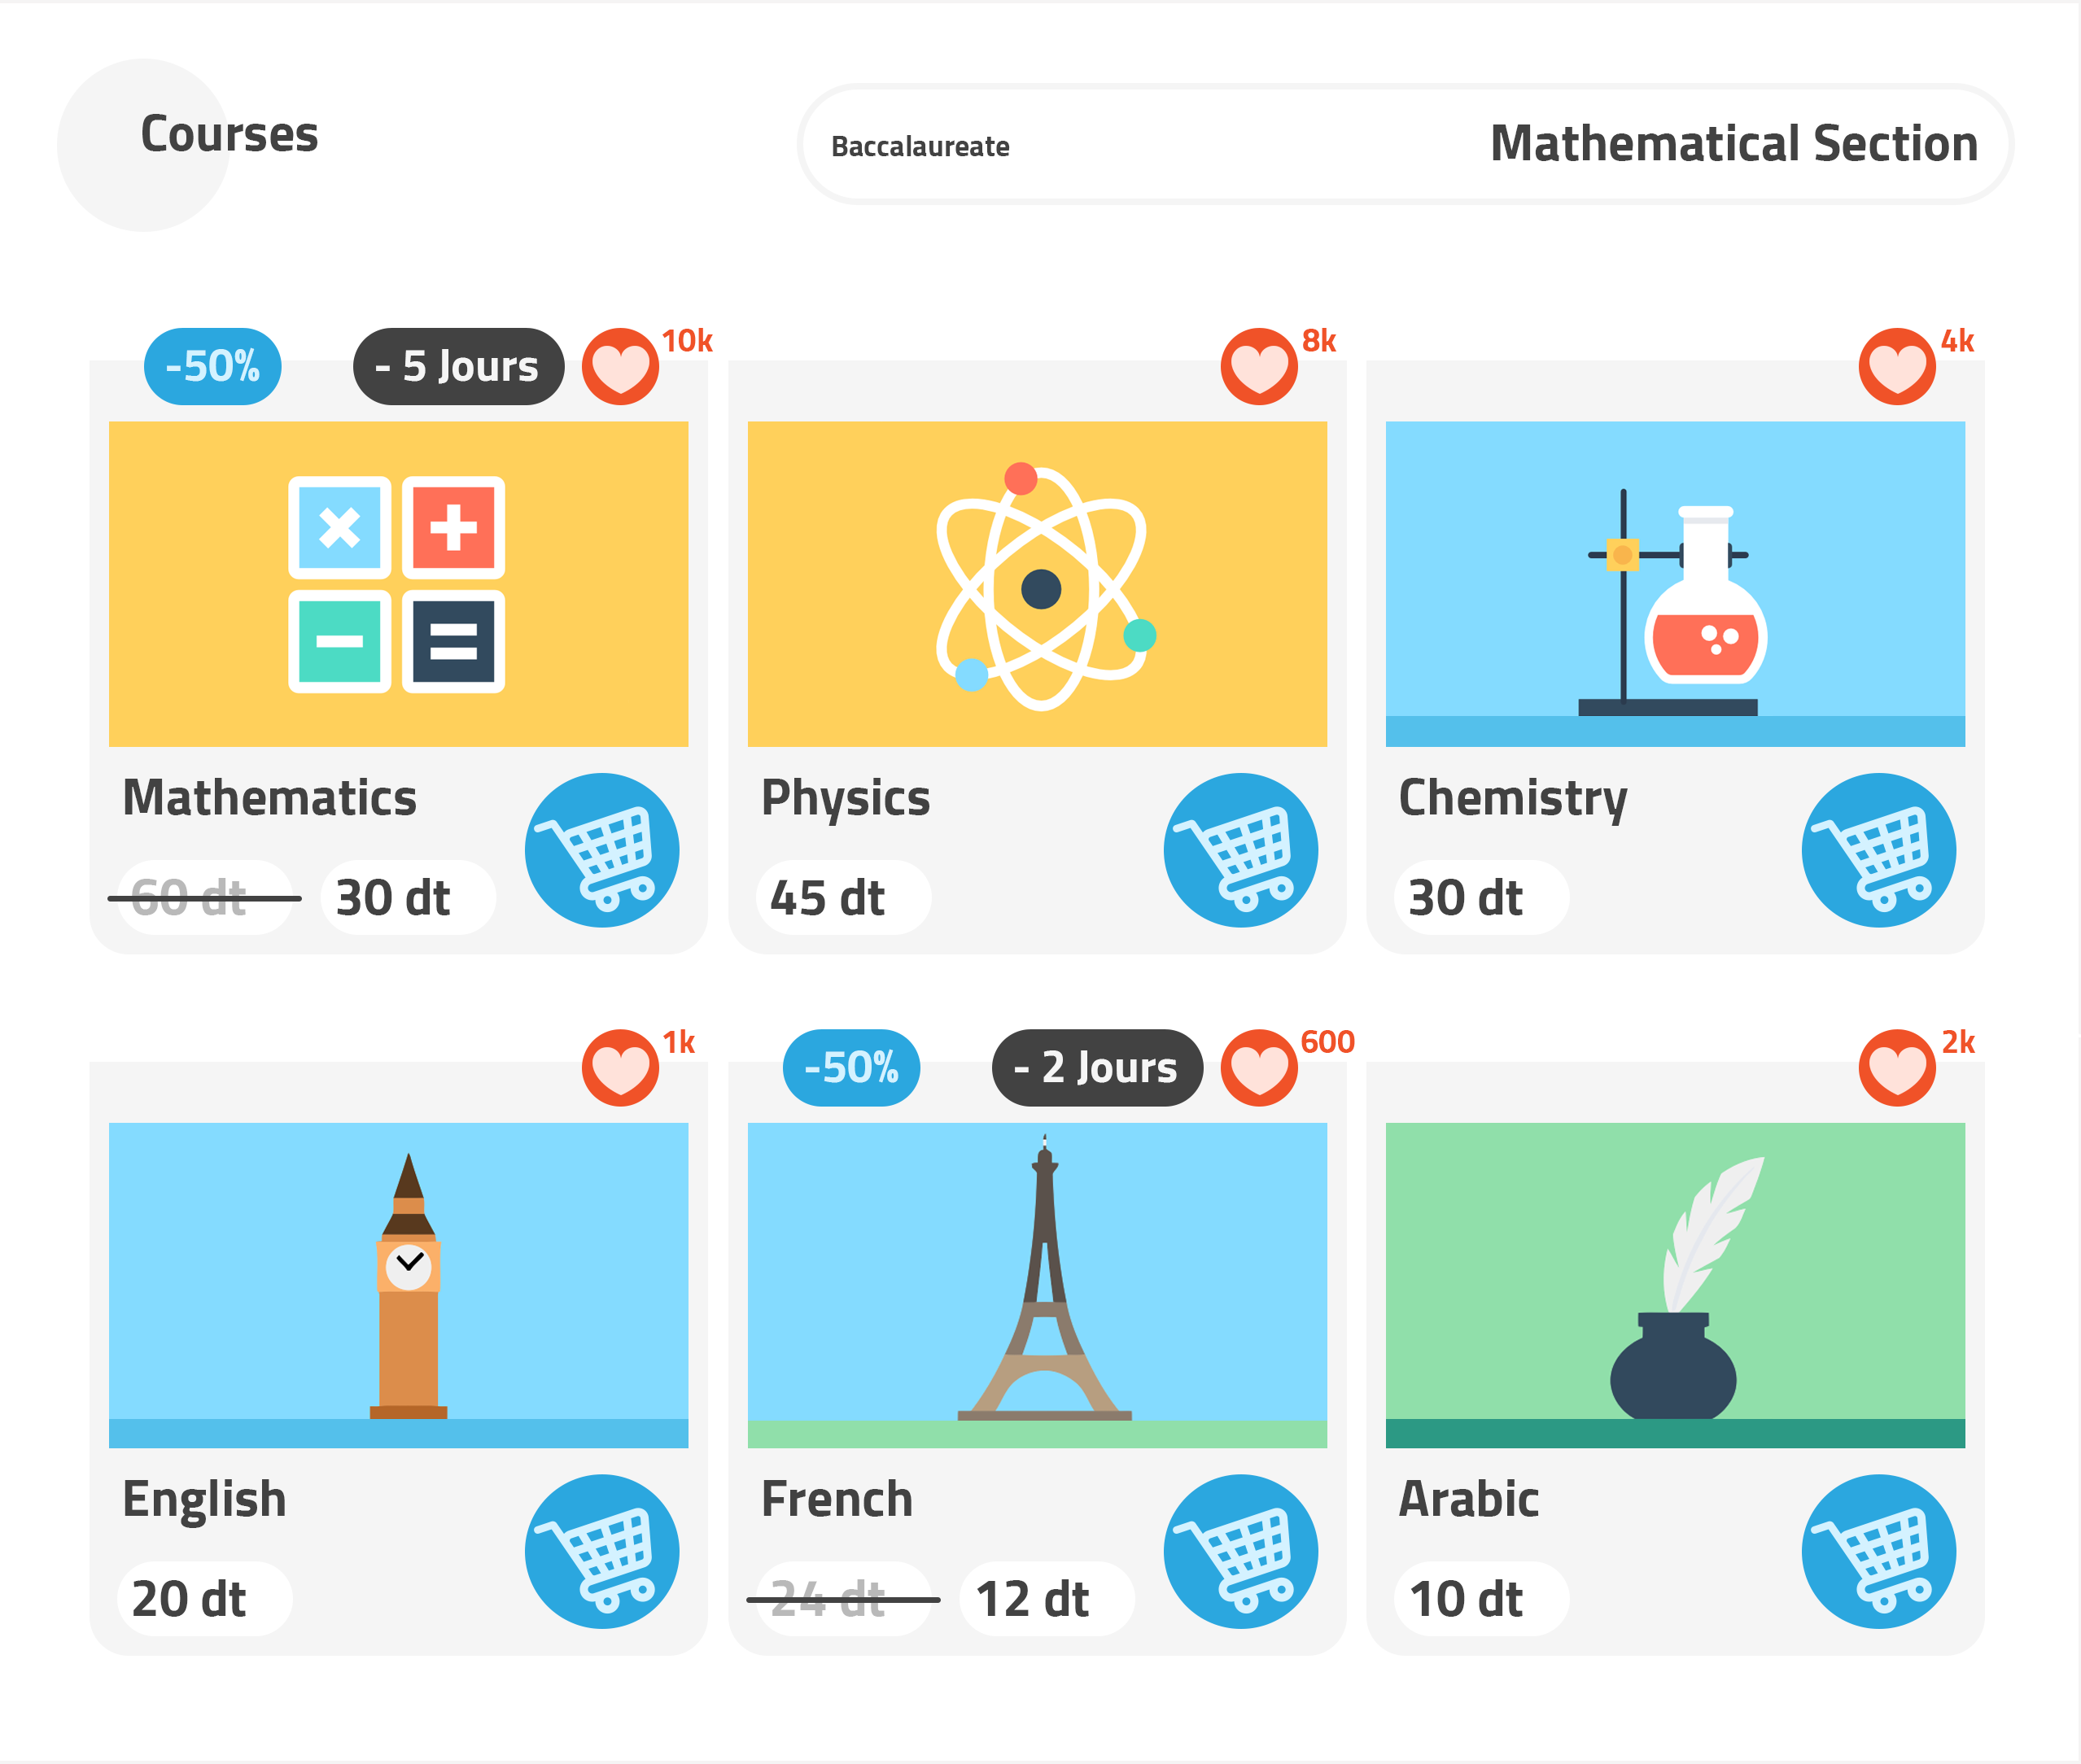 Courses
Baccalaureate
Mathematical Section
-50%
- 5 Jours
10k
8k
4k
Mathematics
Physics
Chemistry
60 dt
30 dt
45 dt
30 dt
1k
-50%
- 2 Jours
600
2k
English
French
Arabic
20 dt
24 dt
12 dt
10 dt